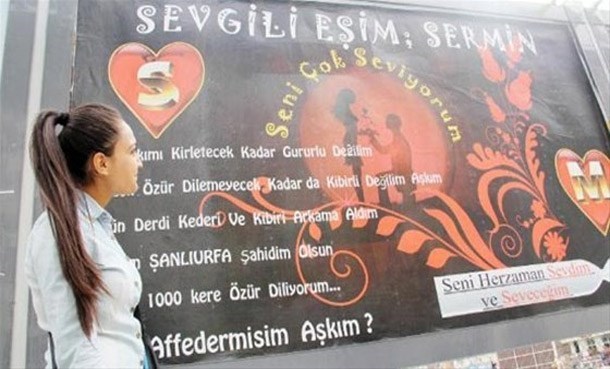 SEVGİLİ EŞİM; SERMİN
S
Seni Çok Seviyorum
Kirletecek Kadar Gururlu Değilim
Özür Dilemeyecek Kadar da Kibirli Değilim Aşkım
Derdi Kederi Ve Kibiri Arkama Aldım
ŞANLIURFA Şahidim Olsun
1000 kere Özür Diliyorum...
Affedermisim Aşkım ?
M
Seni Herzaman Sevdim
ve Seveceğim